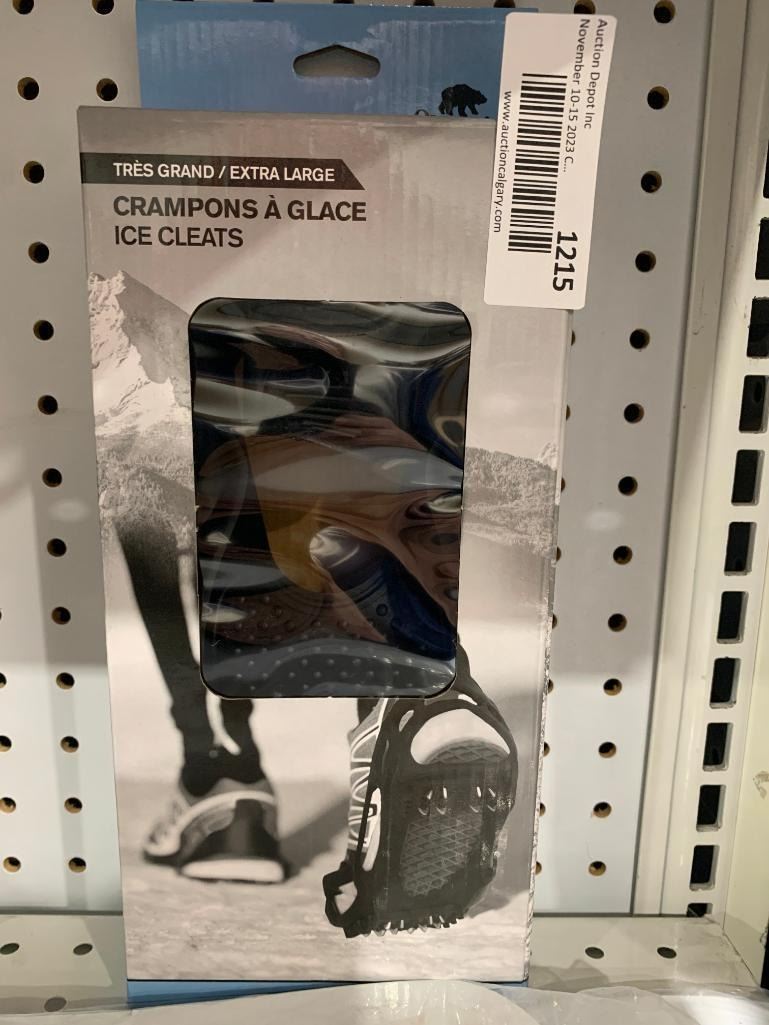 TRÈS GRAND / EXTRA LARGE
CRAMPONS À GLACE
ICE CLEATS
Auction Depot Inc
November 10-15 2023 C...
1215
www.auctioncalgary.com